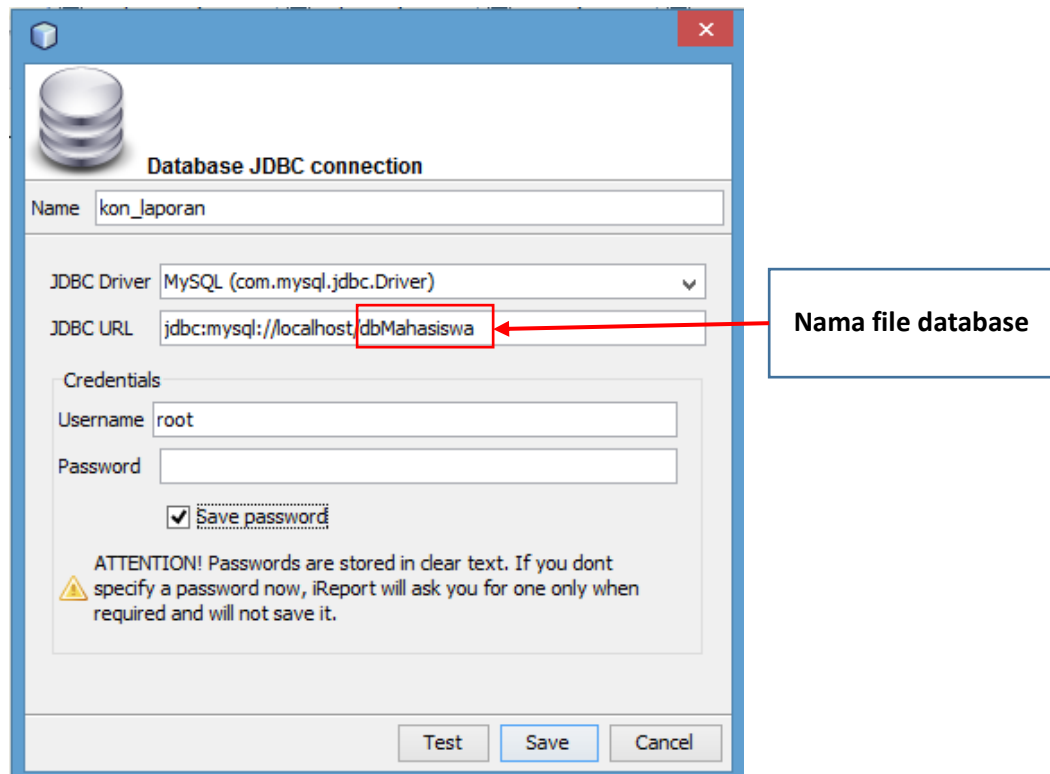 Database JDBC connection
Name kon_laporan
JDBC Driver MySQL (com.mysql.jdbc.Driver)
JDBC URL jdbc:mysql://localhost/dbMahasiswa
Nama file database
Credentials
Username root
Password
Save password
ATTENTION! Passwords are stored in clear text. If you dont
specify a password now, iReport will ask you for one only when
required and will not save it.
Test Save Cancel